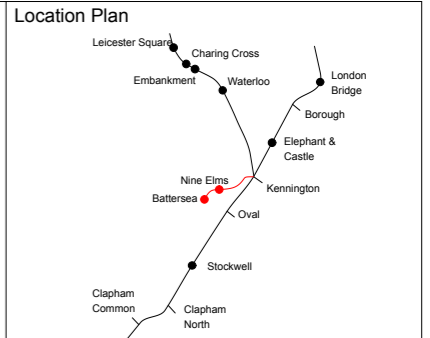 Location Plan
Leicester Square
Charing Cross
Embankment
Waterloo
London
Bridge
Borough
Elephant &
Castle
Nine Elms
Kennington
Battersea
Oval
Stockwell
Clapham
Common
Clapham
North